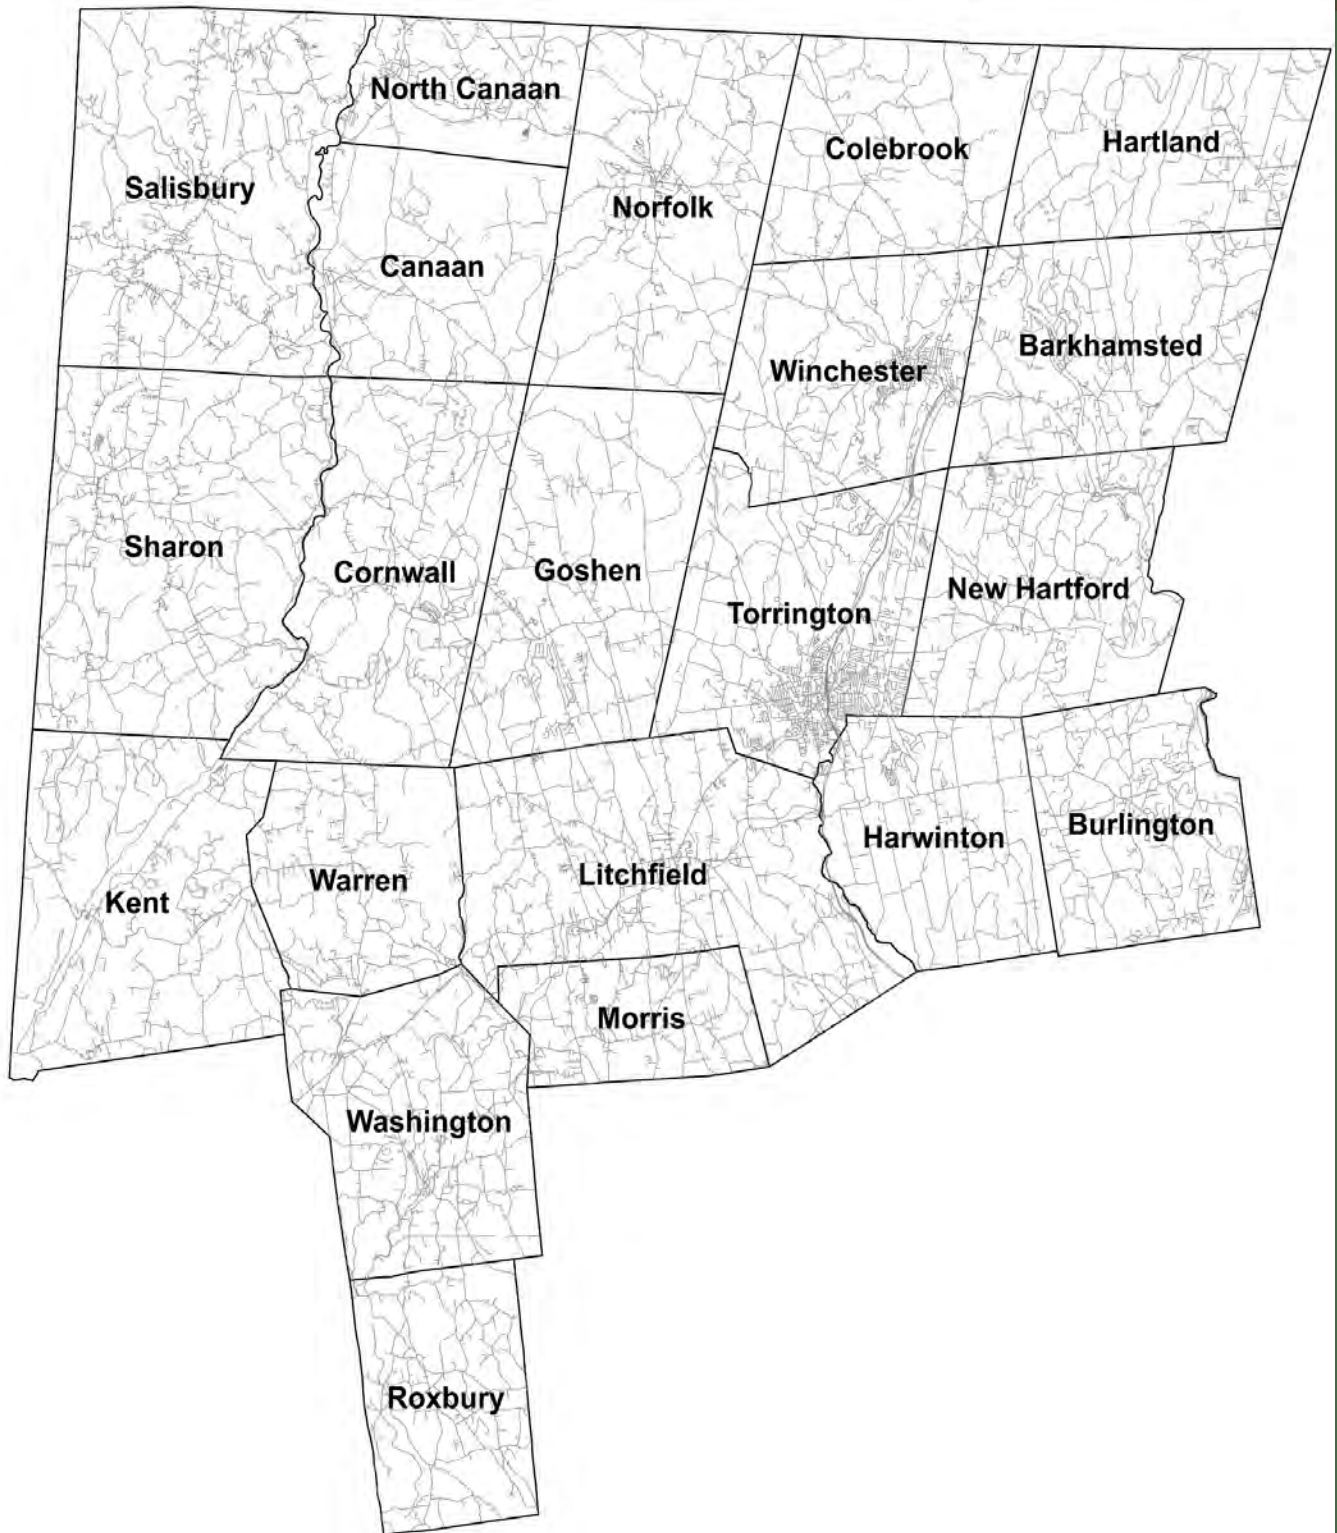 North Canaan
Hartland
Colebrook
Salisbury
Norfolk
Canaan
Barkhamsted
Winchester
Sharon
Cornwall
Goshen
New Hartford
Torrington
Burlington
Harwinton
Litchfield
Warren
Kent
Morris
Washington
Roxbury